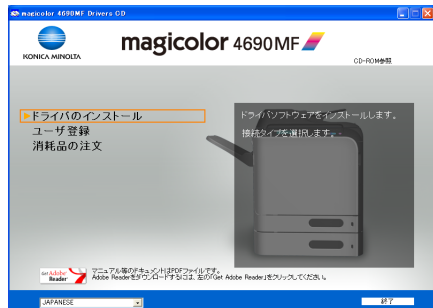 magicolor 4690MF Drivers CD
KONICA MINOLTA
magicolor 4690MF
CD-ROM参照
ドライバのインストール
ユーザ登録
消耗品の注文
ドライバソフトウェアをインストールします。
接続タイプを選択します。
Get Adobe Reader
マニュアル等のドキュメントはPDFファイルです。
Adobe Readerをダウンロードするには、左の「Get Adobe Reader」をクリックしてください。
JAPANESE
終了